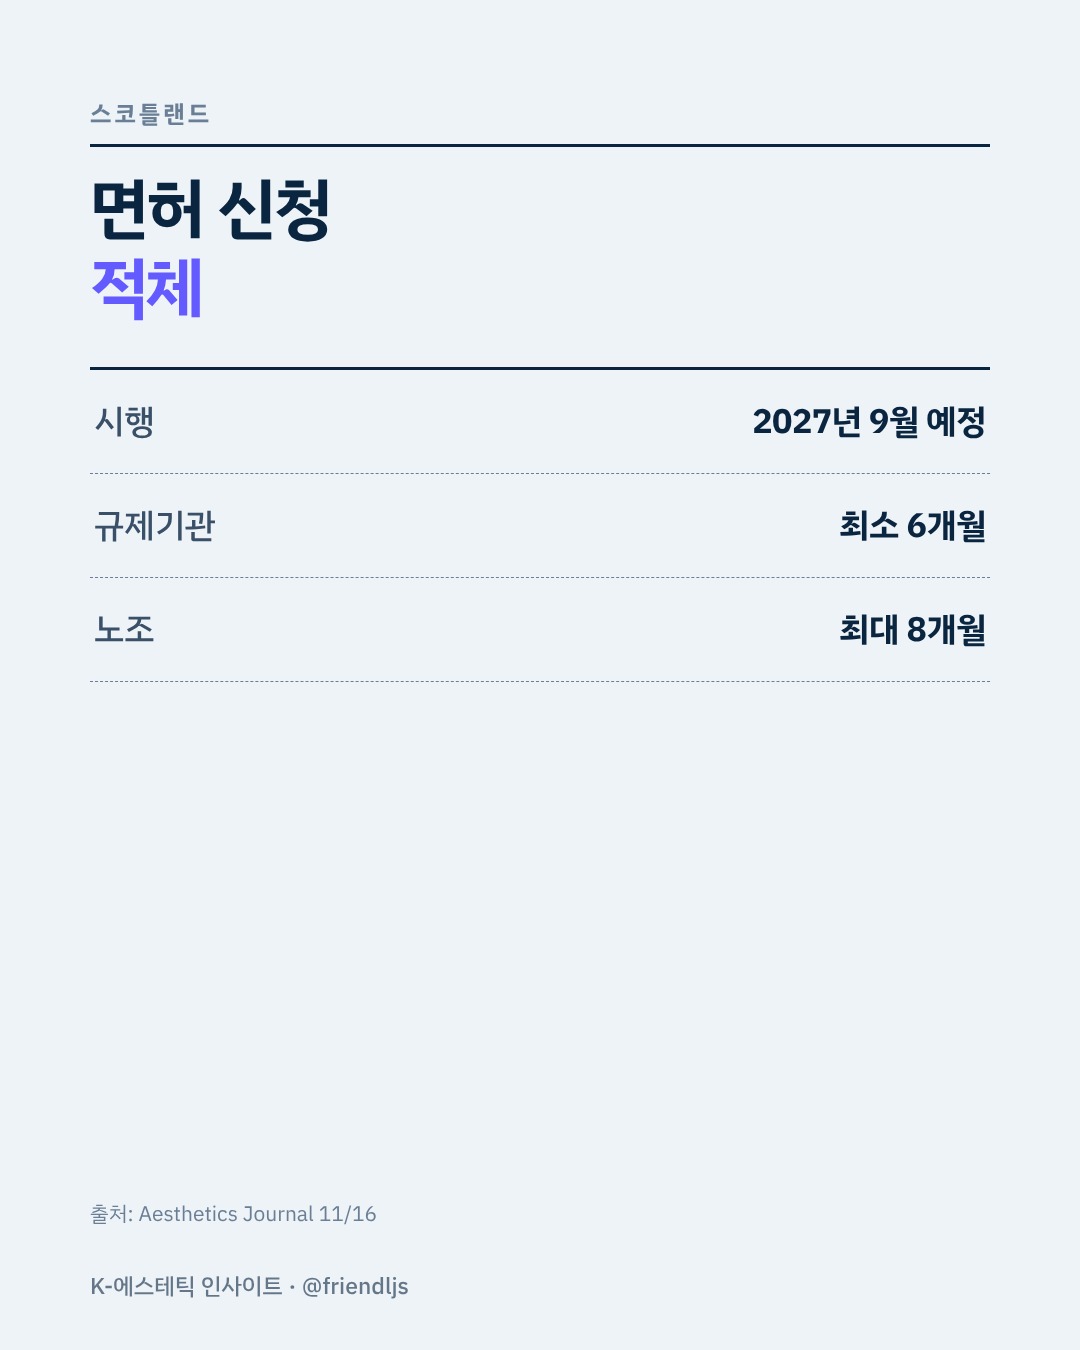 스코틀랜드
면허 신청
적체
시행 2027년 9월 예정
규제기관 최소 6개월
노조 최대 8개월
출처: Aesthetics Journal 11/16
K-에스테틱 인사이트 · @friendljs